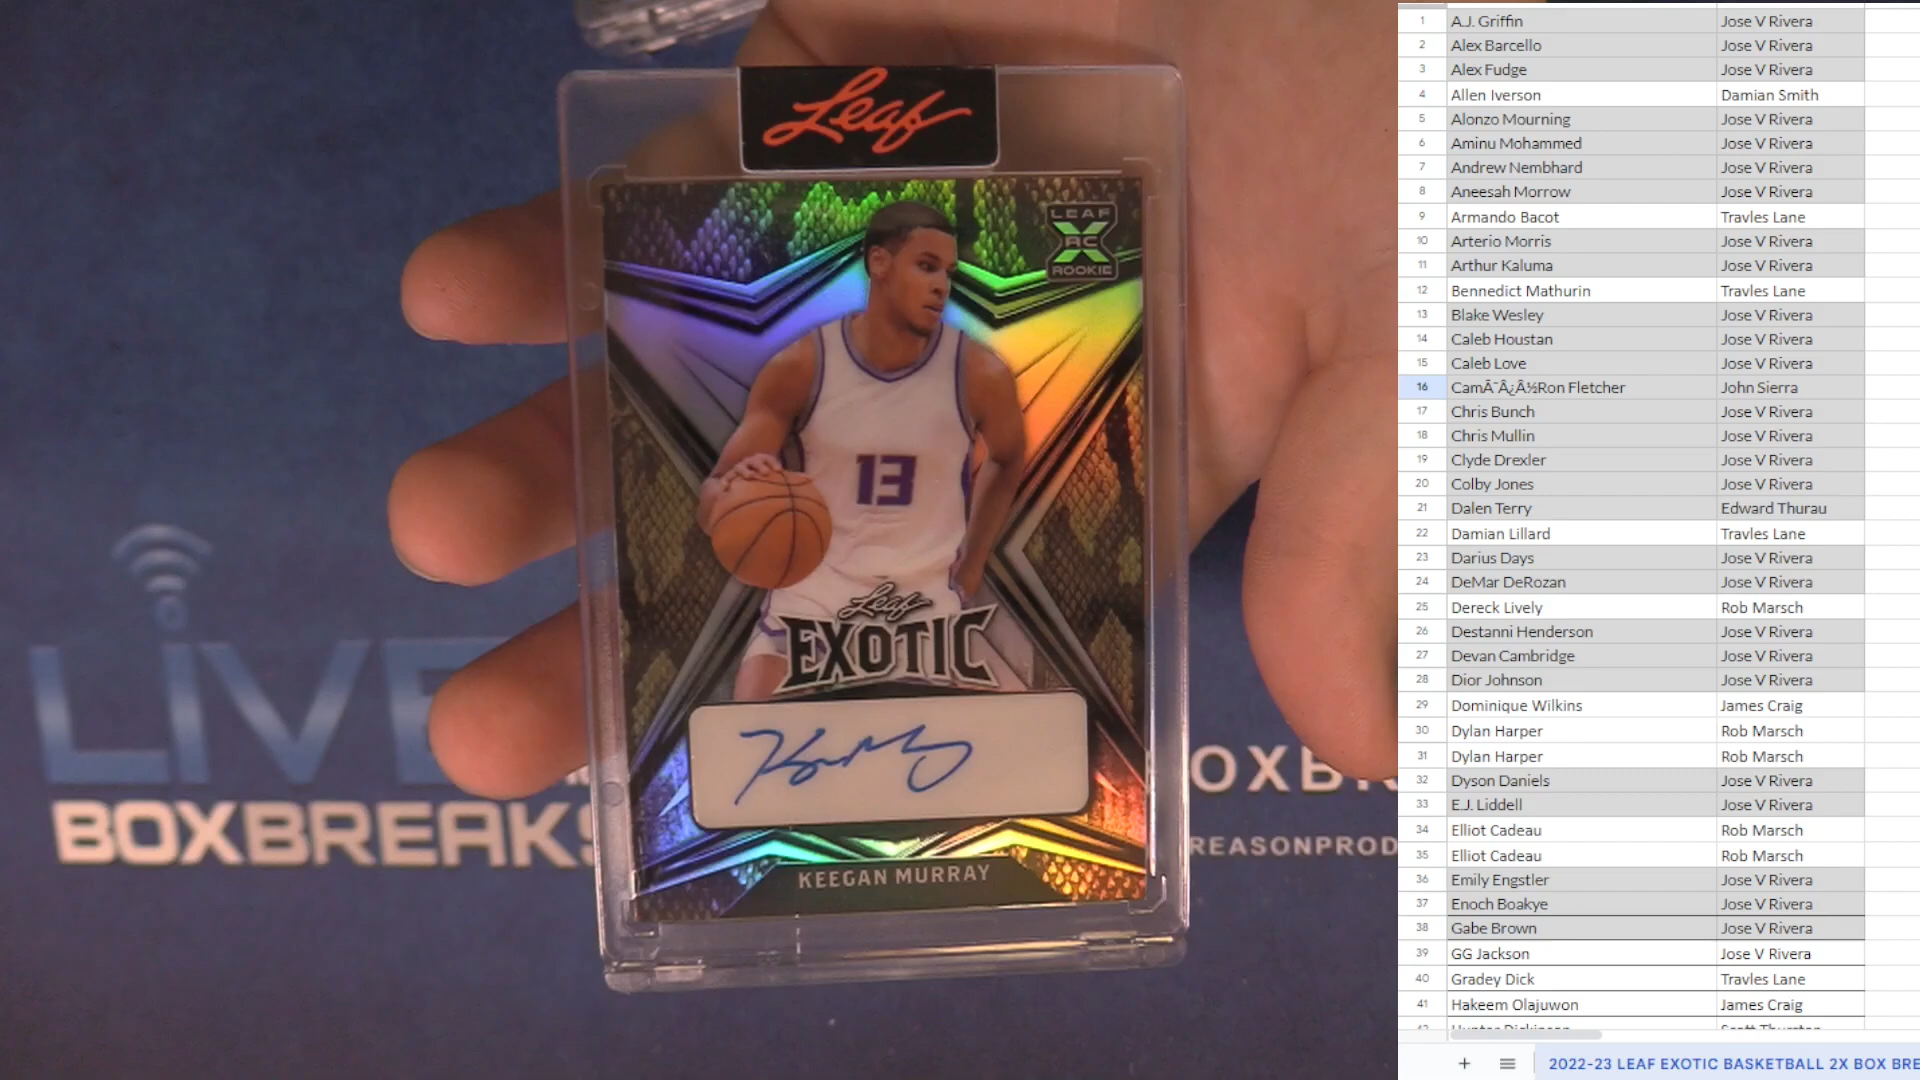 Leaf
LEAF
RC
ROOKIE
13
Leaf
EXOTIC
KEEGAN MURRAY
LIVE
BOXBREAKS
OXBR
REASONPROD
1 A.J. Griffin Jose V Rivera
2 Alex Barcello Jose V Rivera
3 Alex Fudge Jose V Rivera
4 Allen Iverson Damian Smith
5 Alonzo Mourning Jose V Rivera
6 Aminu Mohammed Jose V Rivera
7 Andrew Nembhard Jose V Rivera
8 Aneesah Morrow Jose V Rivera
9 Armando Bacot Travles Lane
10 Arterio Morris Jose V Rivera
11 Arthur Kaluma Jose V Rivera
12 Bennedict Mathurin Travles Lane
13 Blake Wesley Jose V Rivera
14 Caleb Houstan Jose V Rivera
15 Caleb Love Jose V Rivera
16 CamÃ¯Â¿Â½Ron Fletcher John Sierra
17 Chris Bunch Jose V Rivera
18 Chris Mullin Jose V Rivera
19 Clyde Drexler Jose V Rivera
20 Colby Jones Jose V Rivera
21 Dalen Terry Edward Thurau
22 Damian Lillard Travles Lane
23 Darius Days Jose V Rivera
24 DeMar DeRozan Jose V Rivera
25 Dereck Lively Rob Marsch
26 Destanni Henderson Jose V Rivera
27 Devan Cambridge Jose V Rivera
28 Dior Johnson Jose V Rivera
29 Dominique Wilkins James Craig
30 Dylan Harper Rob Marsch
31 Dylan Harper Rob Marsch
32 Dyson Daniels Jose V Rivera
33 E.J. Liddell Jose V Rivera
34 Elliot Cadeau Rob Marsch
35 Elliot Cadeau Rob Marsch
36 Emily Engstler Jose V Rivera
37 Enoch Boakye Jose V Rivera
38 Gabe Brown Jose V Rivera
39 GG Jackson Jose V Rivera
40 Gradey Dick Travles Lane
41 Hakeem Olajuwon James Craig
2022-23 LEAF EXOTIC BASKETBALL 2X BOX BRE